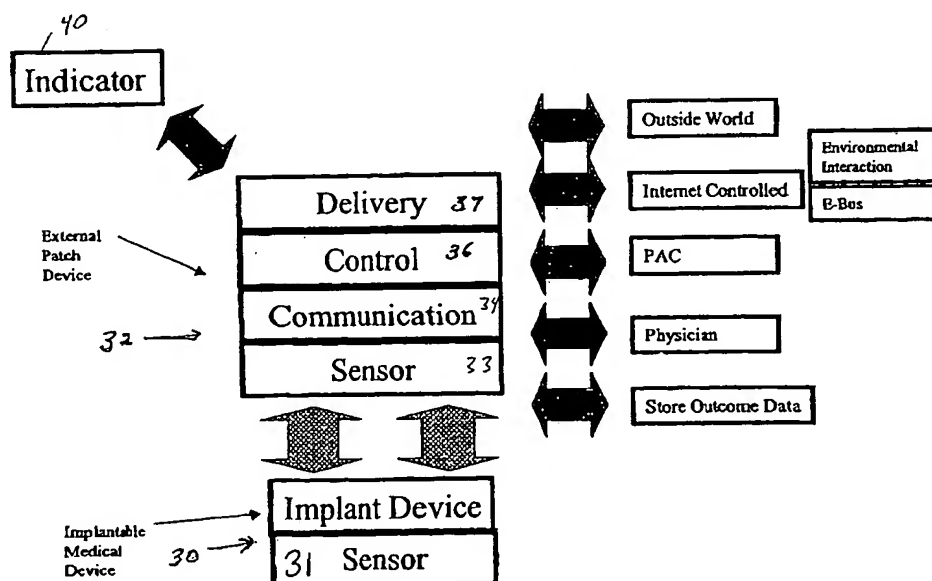 40
Indicator
Outside World
Environmental
Interaction
Internet Controlled
E-Bus
Delivery 37
External
Patch
Device
Control 36
PAC
Communication 34
32
Physician
Sensor 33
Store Outcome Data
Implant Device
Implantable
Medical
Device
30
31 Sensor